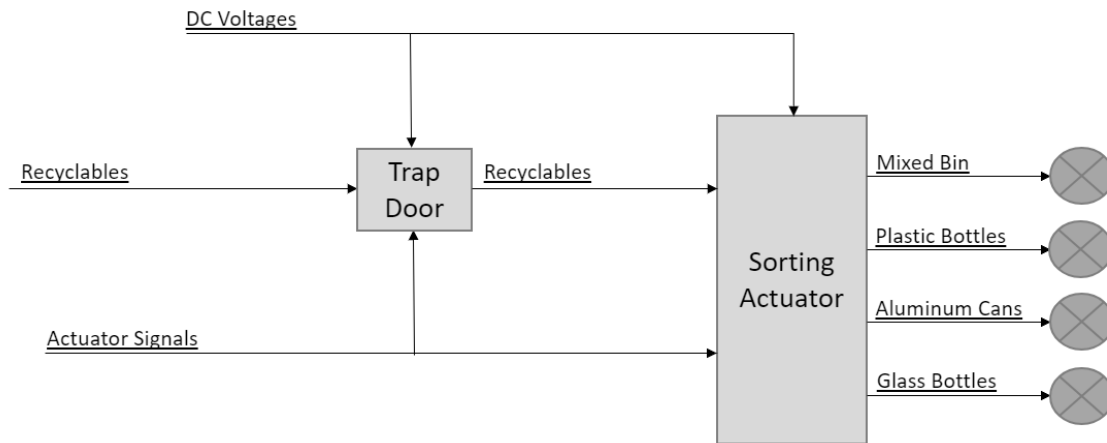 DC Voltages
Recyclables
Trap
Door
Recyclables
Mixed Bin
Plastic Bottles
Sorting
Actuator
Aluminum Cans
Actuator Signals
Glass Bottles